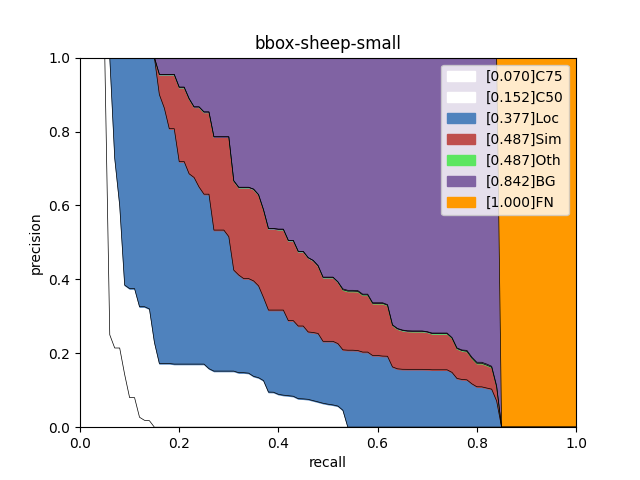 bbox-sheep-small
1.0
0.8
0.6
0.4
0.2
0.0
precision
[0.070]C75
[0.152]C50
[0.377]Loc
[0.487]Sim
[0.487]Oth
[0.842]BG
[1.000]FN
0.0 0.2 0.4 0.6 0.8 1.0
recall